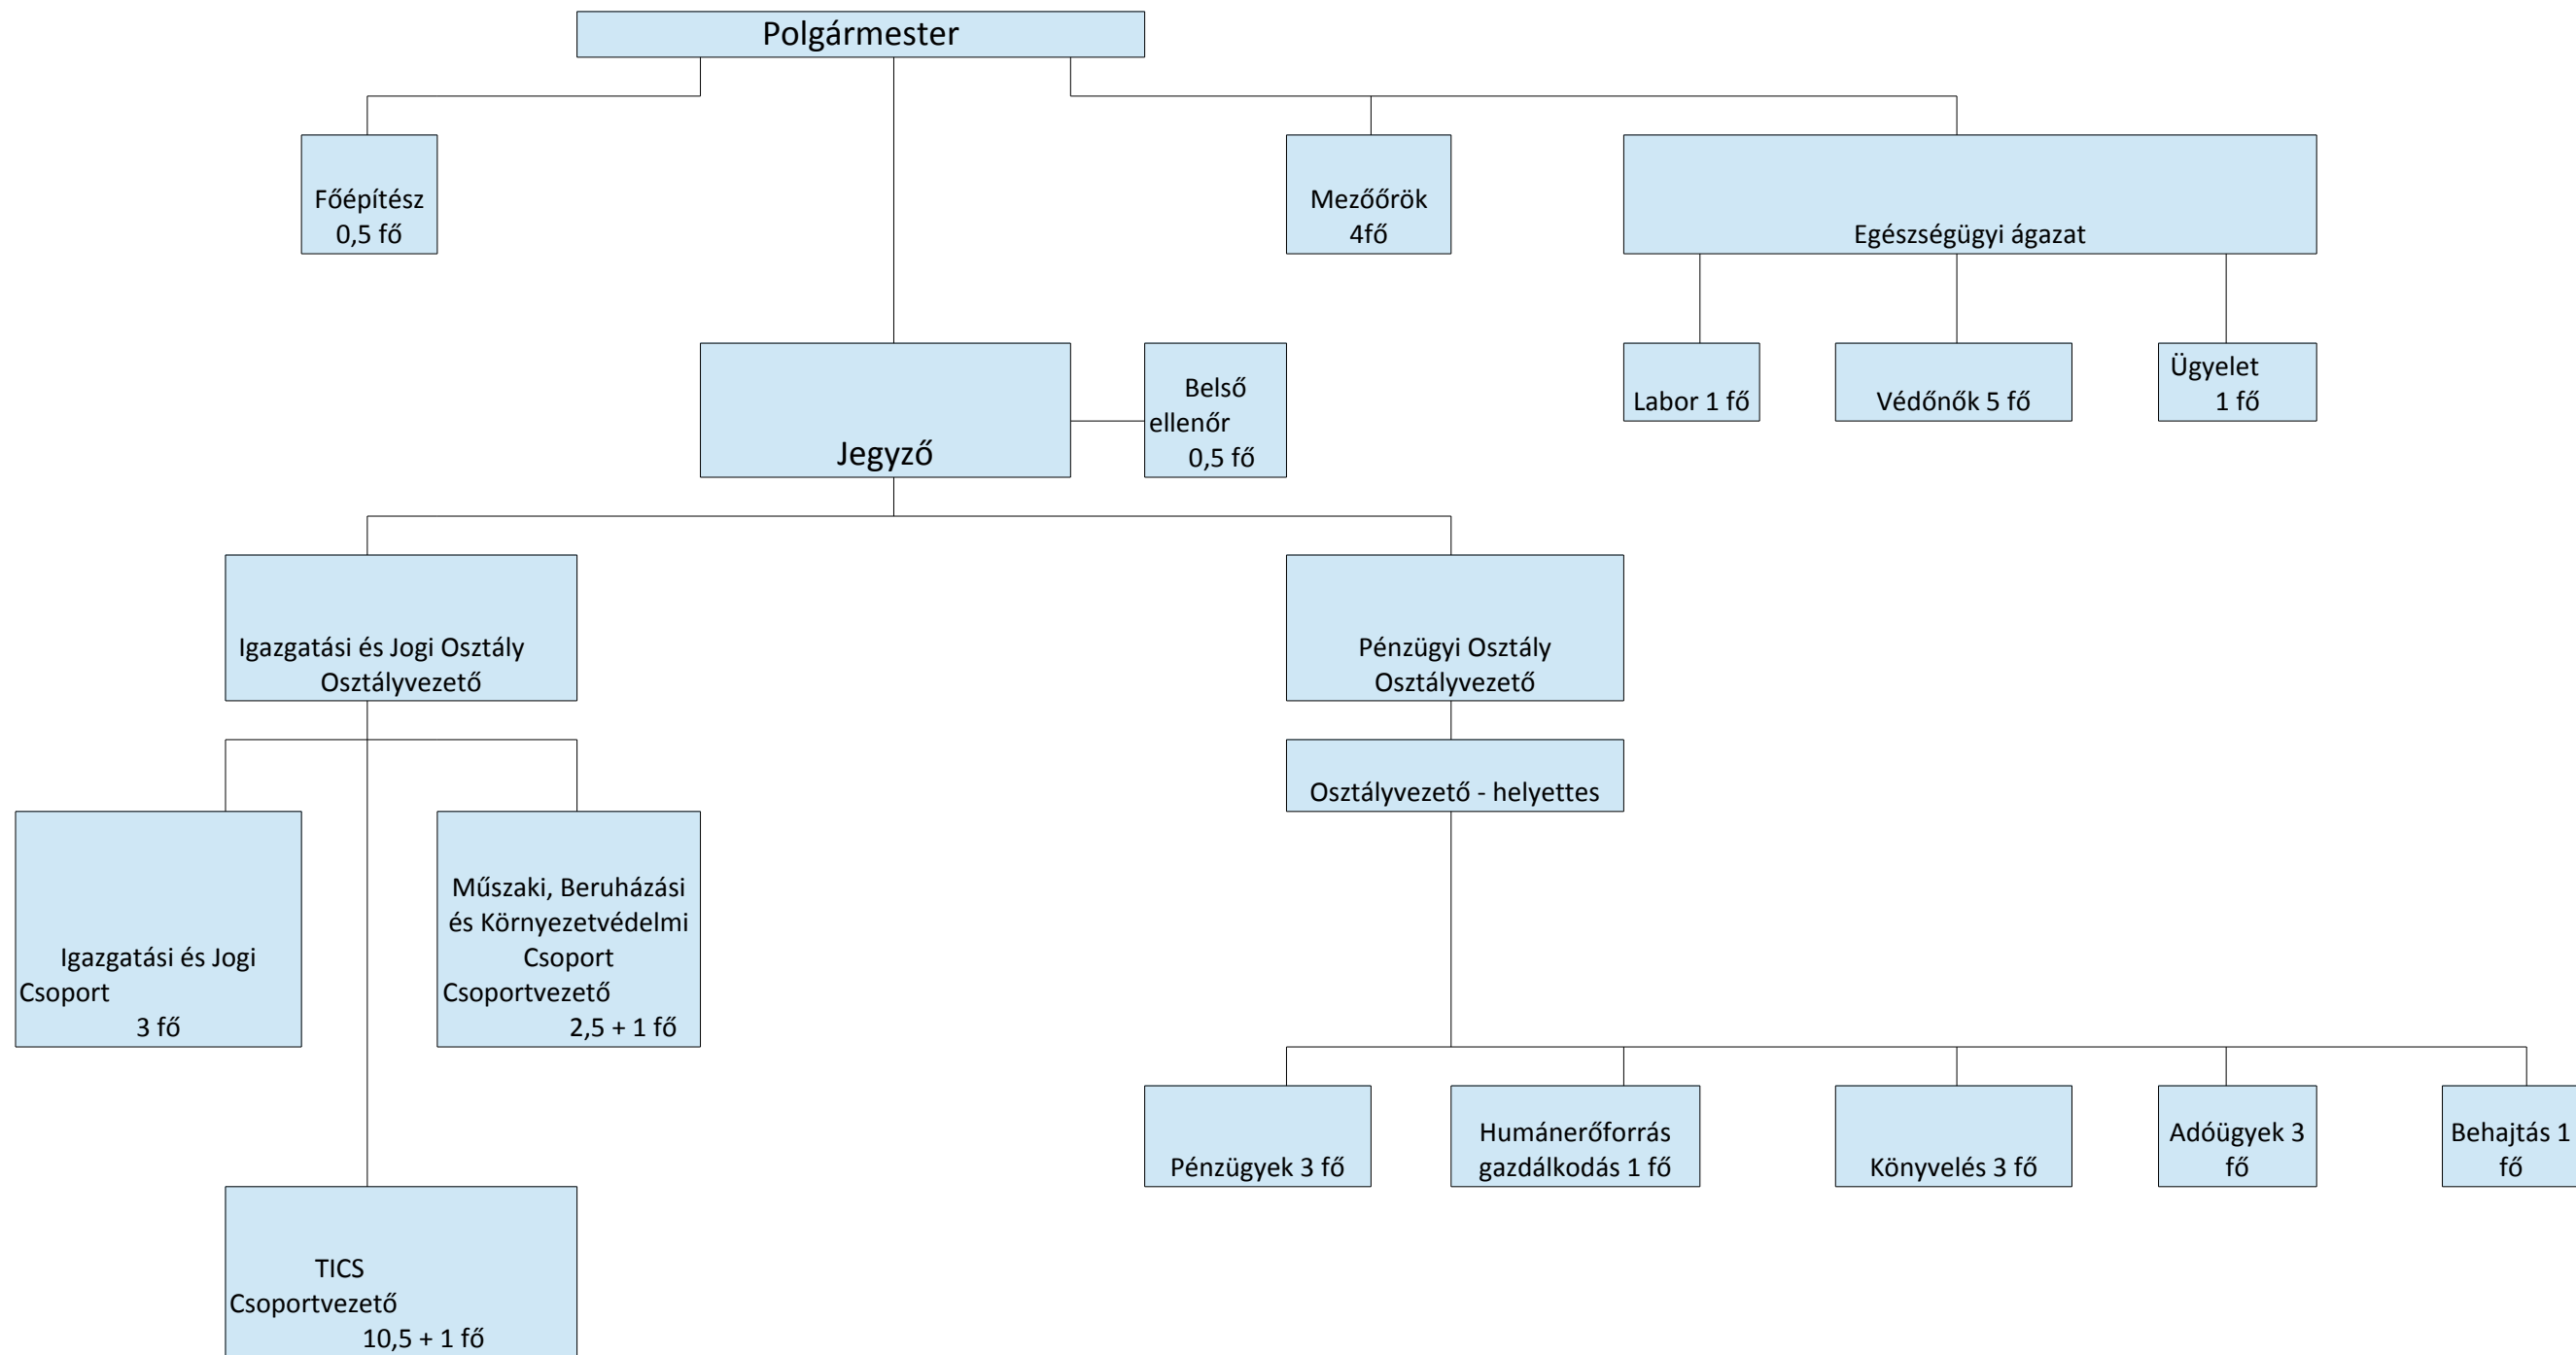 Polgármester
Főépítész
0,5 fő
Mezőőrök
4fő
Egészségügyi ágazat
Jegyző
Belső
ellenőr
0,5 fő
Labor 1 fő
Védőnők 5 fő
Ügyelet
1 fő
Igazgatási és Jogi Osztály
Osztályvezető
Pénzügyi Osztály
Osztályvezető
Osztályvezető - helyettes
Igazgatási és Jogi
Csoport
3 fő
Műszaki, Beruházási
és Környezetvédelmi
Csoport
Csoportvezető
2,5 + 1 fő
Pénzügyek 3 fő
Humánerőforrás
gazdálkodás 1 fő
Könyvelés 3 fő
Adóügyek 3
fő
Behajtás 1
fő
TICS
Csoportvezető
10,5 + 1 fő